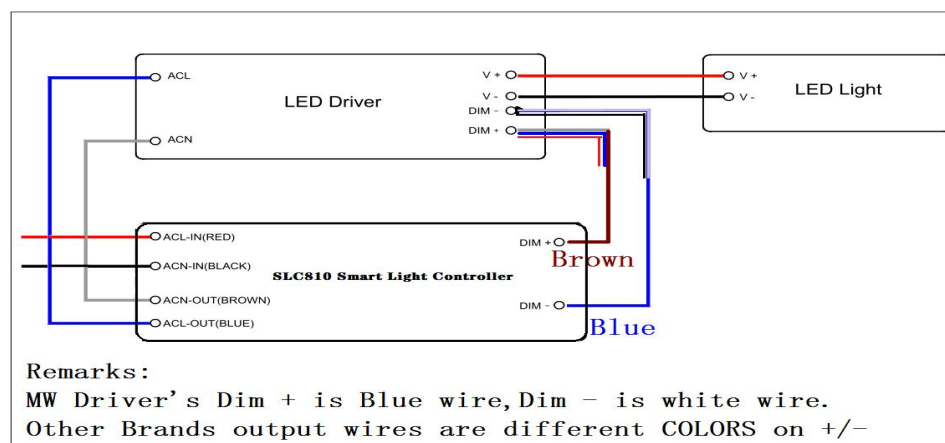 ACL
V +
V +
LED Driver
LED Light
V -
V -
DIM -
DIM +
ACN
ACL-IN(RED)
DIM +
Brown
ACN-IN(BLACK)
SLC810 Smart Light Controller
ACN-OUT(BROWN)
DIM -
ACL-OUT(BLUE)
Blue
Remarks:
MW Driver's Dim + is Blue wire,Dim - is white wire.
Other Brands output wires are different COLORS on +/-